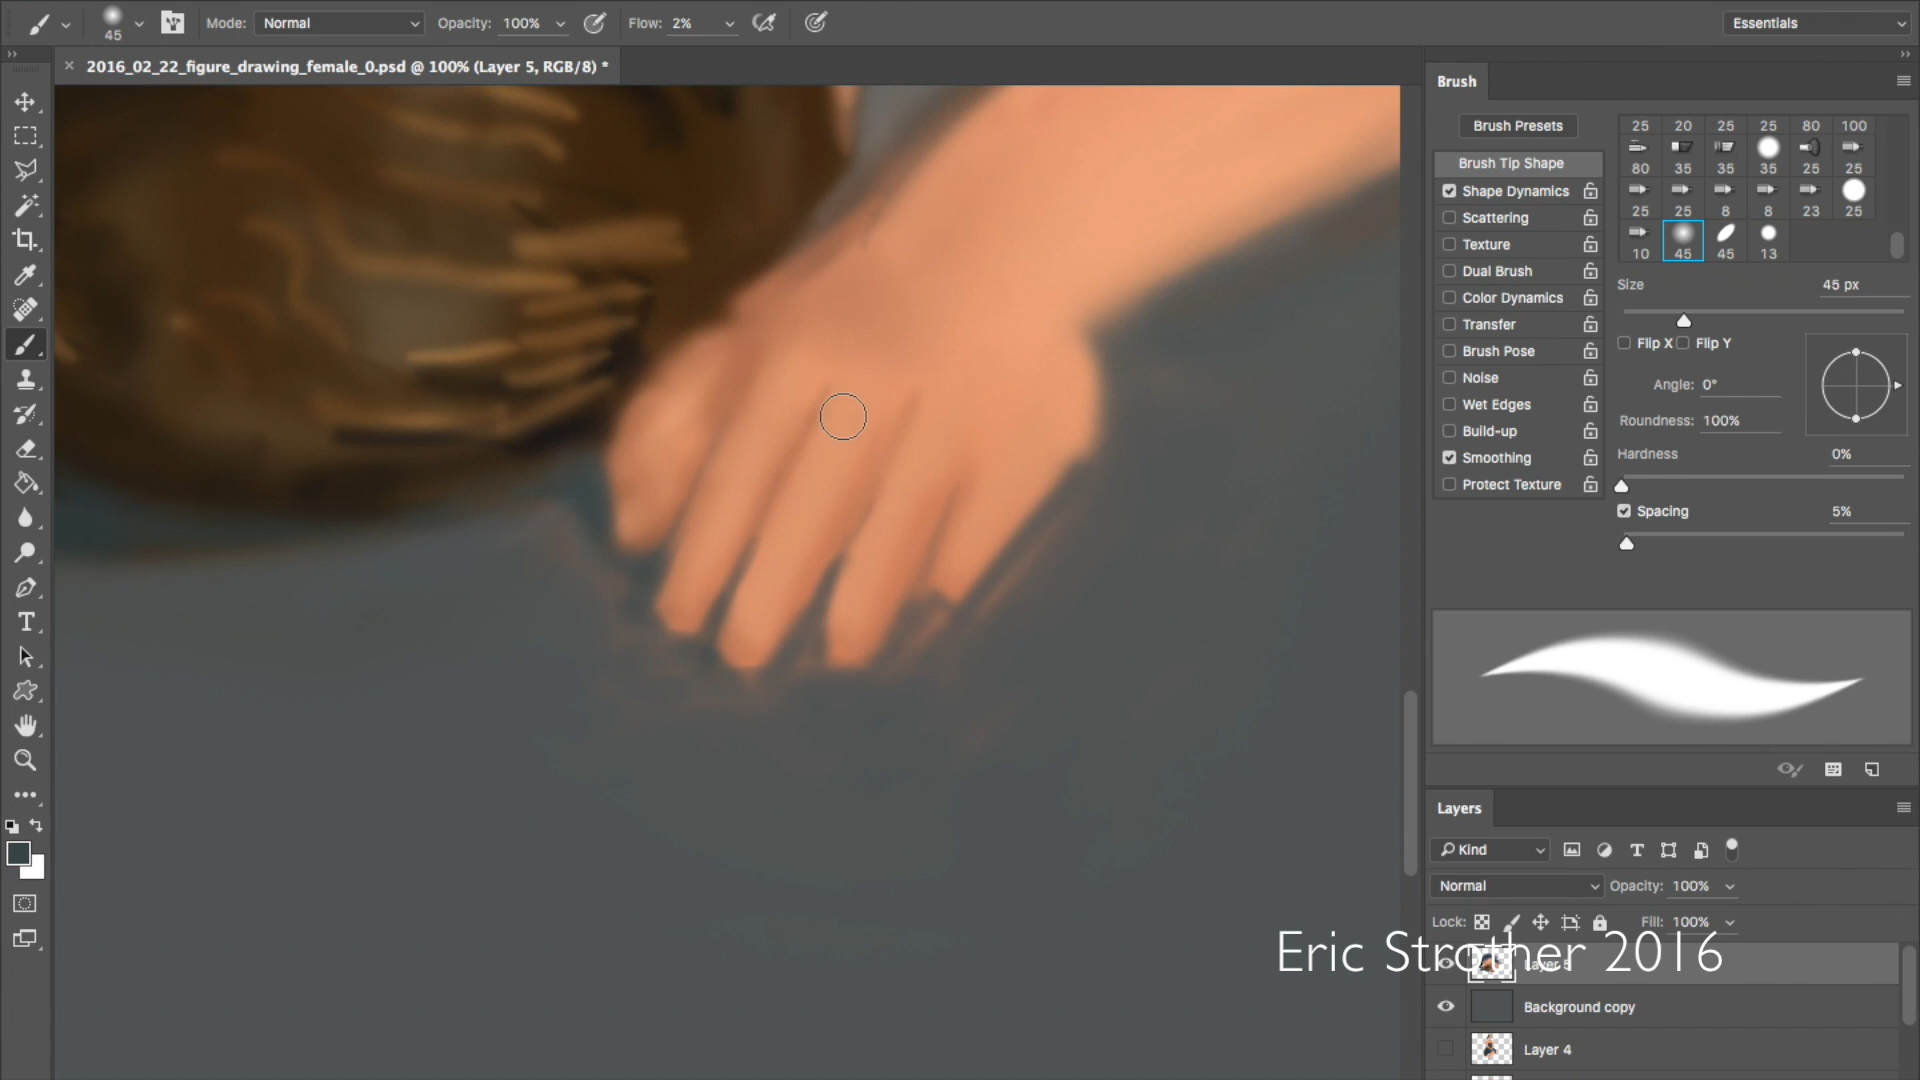 45
Mode: Normal
Opacity: 100%
Flow: 2%
Essentials
2016_02_22_figure_drawing_female_0.psd @ 100% (Layer 5, RGB/8) *
Brush
Brush Presets
Brush Tip Shape
Shape Dynamics
Scattering
Texture
Dual Brush
Color Dynamics
Transfer
Brush Pose
Noise
Wet Edges
Build-up
Smoothing
Protect Texture
25 20 25 25 80 100
80 35 35 35 25 25
25 25 8 8 23 25
10 45 45 13
Size 45 px
Flip X Flip Y
Angle: 0°
Roundness: 100%
Hardness 0%
Spacing 5%
Layers
Kind
Normal Opacity: 100%
Lock: Fill: 100%
Layer 5
Eric Strother 2016
Background copy
Layer 4